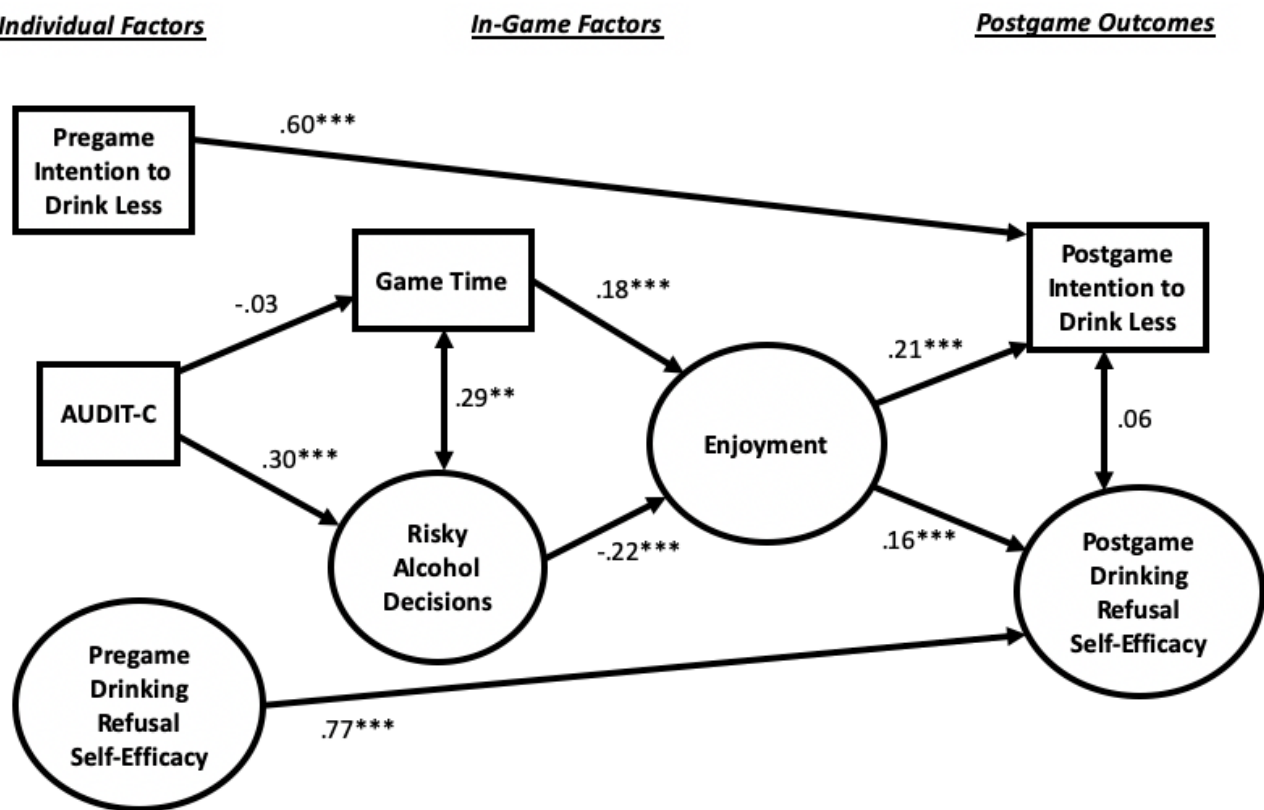 Individual Factors
In-Game Factors
Postgame Outcomes
Pregame
Intention to
Drink Less
.60***
Postgame
Intention to
Drink Less
Game Time
-.03
.18***
.21***
AUDIT-C
.29**
Enjoyment
.06
.30***
Risky
Alcohol
Decisions
-.22***
.16***
Postgame
Drinking
Refusal
Self-Efficacy
Pregame
Drinking
Refusal
Self-Efficacy
.77***